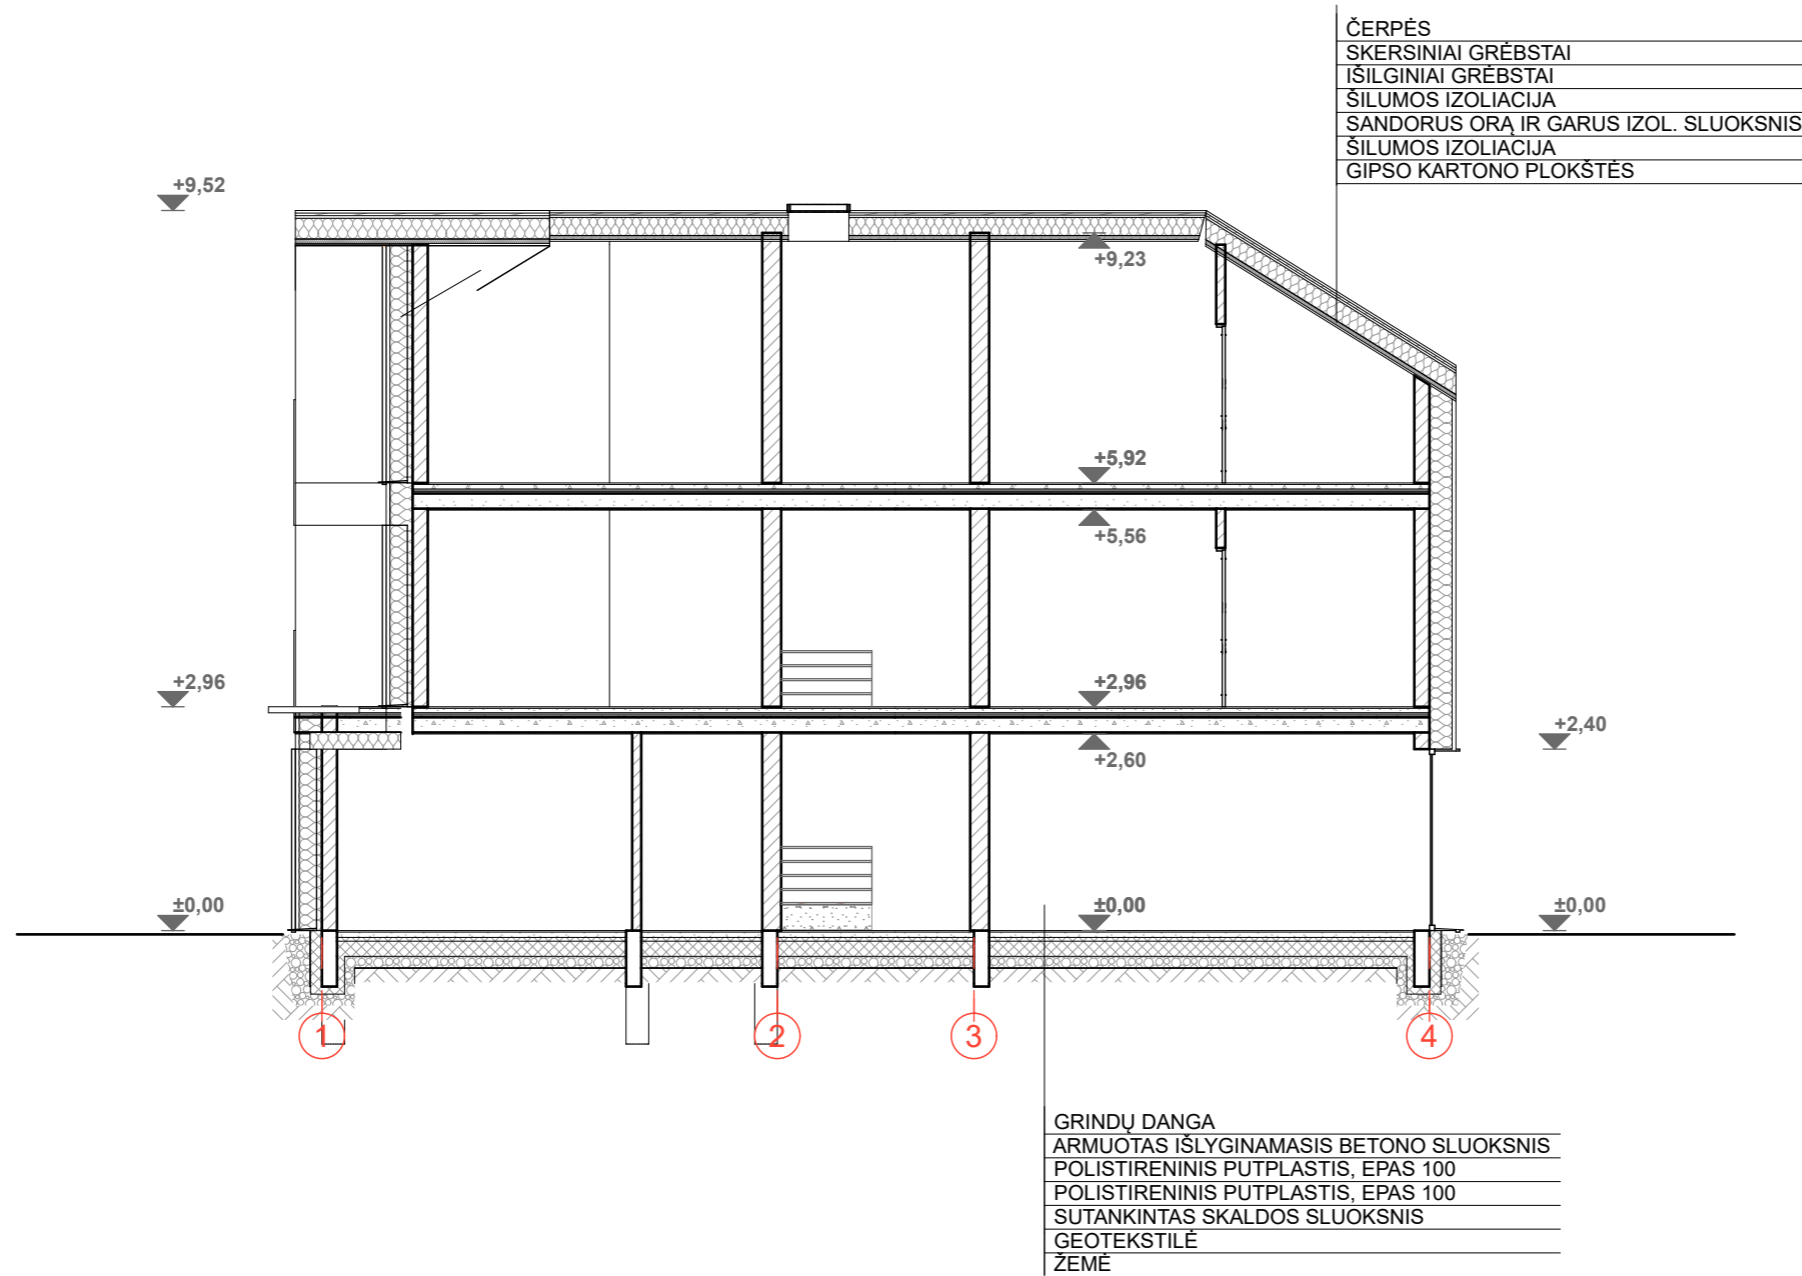 ČERPĖS
SKERSINIAI GRĖBSTAI
IŠILGINIAI GRĖBSTAI
ŠILUMOS IZOLIACIJA
SANDORUS ORĄ IR GARUS IZOL. SLUOKSNIS
ŠILUMOS IZOLIACIJA
GIPSO KARTONO PLOKŠTĖS
+9,52
+9,23
+5,92
+5,56
+2,96
+2,96
+2,40
+2,60
±0,00
±0,00
±0,00
1
2
3
4
GRINDŲ DANGA
ARMUOTAS IŠLYGINAMASIS BETONO SLUOKSNIS
POLISTIRENINIS PUTPLASTIS, EPAS 100
POLISTIRENINIS PUTPLASTIS, EPAS 100
SUTANKINTAS SKALDOS SLUOKSNIS
GEOTEKSTILĖ
ŽEMĖ